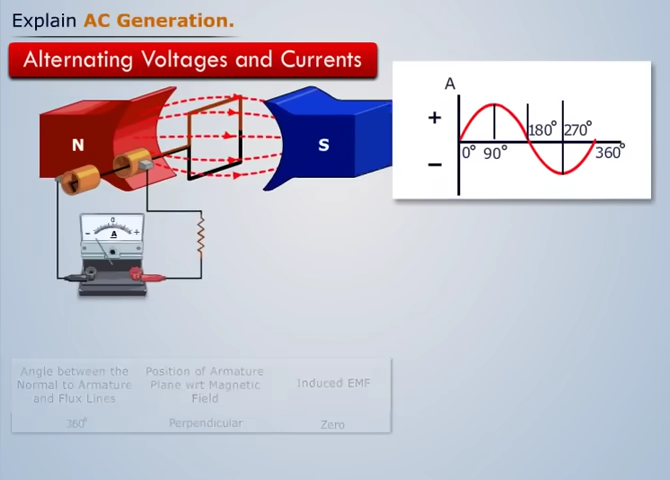 Explain AC Generation.
Alternating Voltages and Currents
N
S
A
+
−
0° 90° 180° 270° 360°
− 0 +
A
Angle between the Normal to Armature and Flux Lines
Position of Armature Plane wrt Magnetic Field
Induced EMF
360° Perpendicular Zero